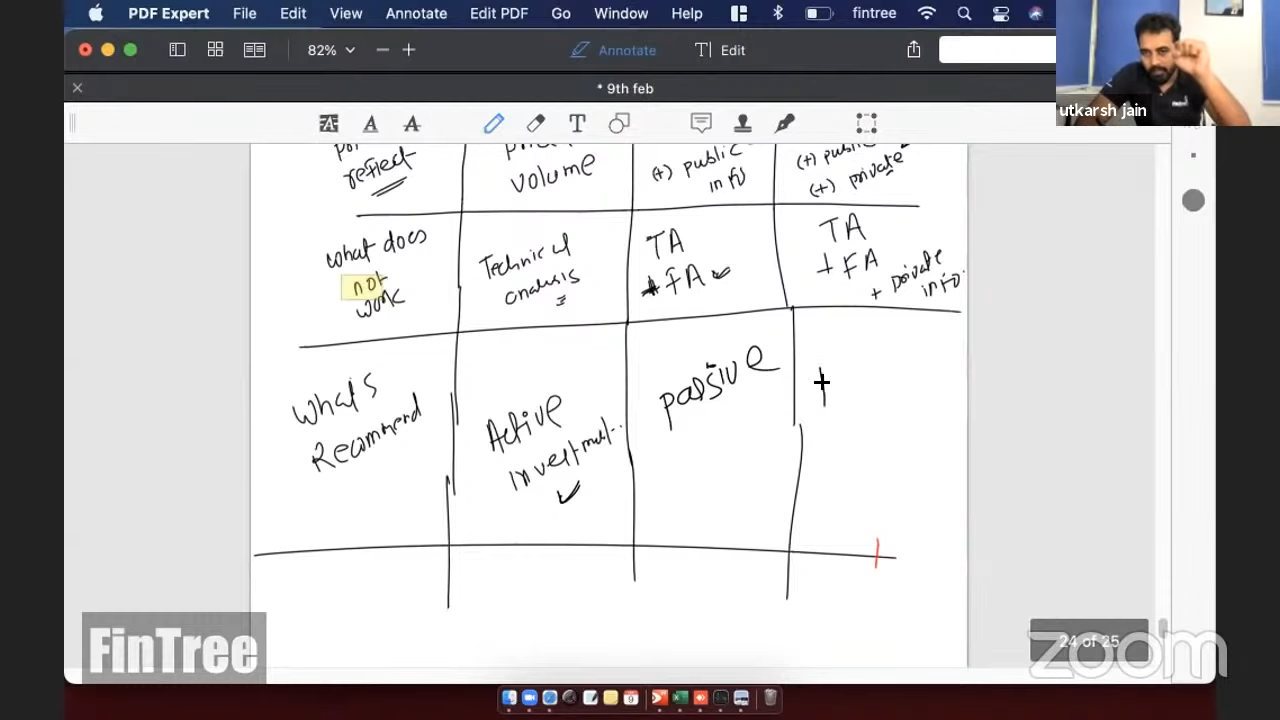 PDF Expert File Edit View Annotate Edit PDF Go Window Help fintree
82% Annotate T Edit
* 9th feb
utkarsh jain
reflect
volume
(+) public
info
(+) public
(+) private
what does
not
work
Technical
analysis
TA
+ FA
TA
+ FA
+ private
info.
What's
Recommend
Active
investment..
passive
FinTree
24 of 25
zoom